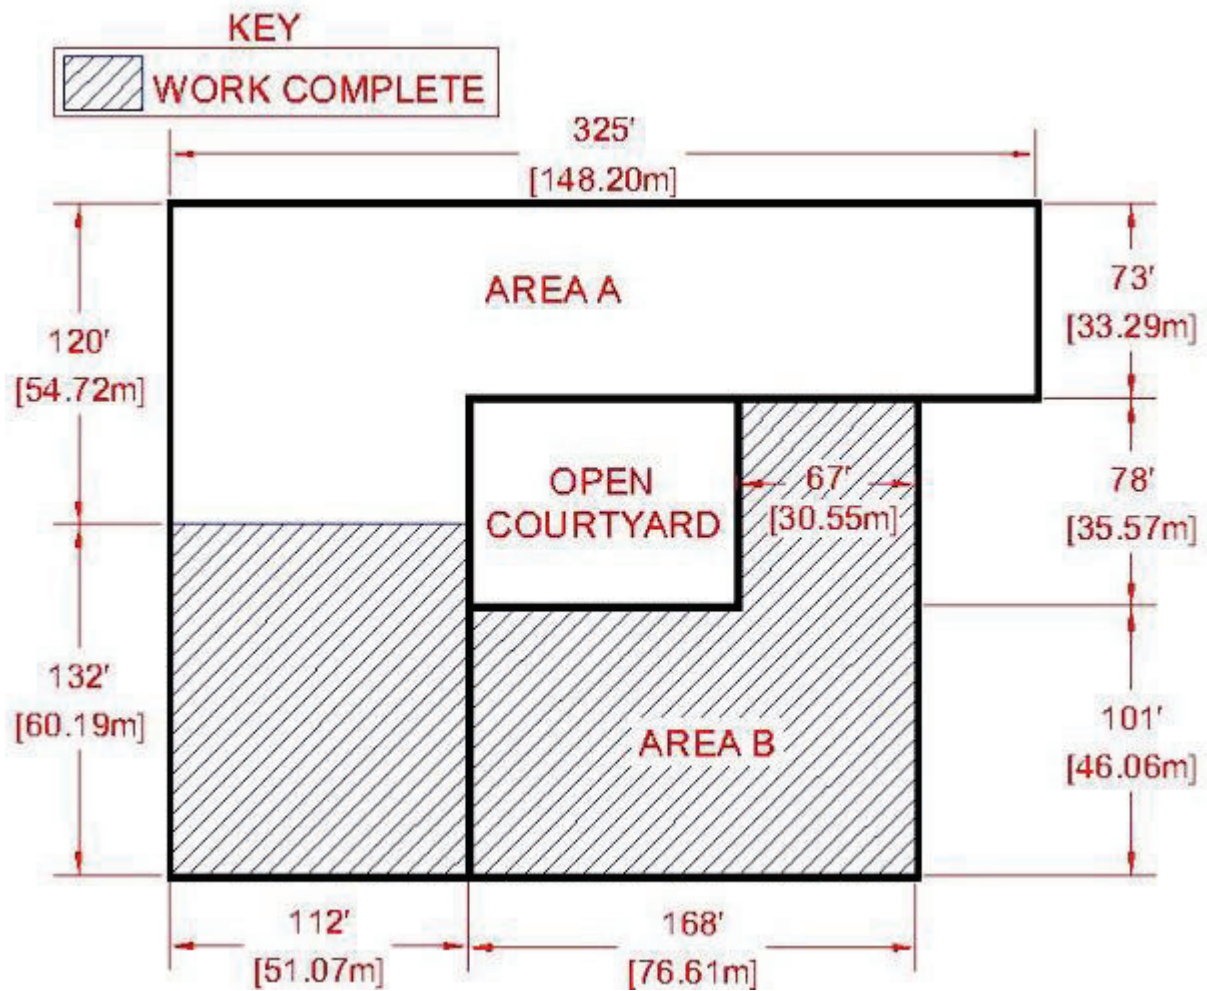 KEY
WORK COMPLETE
325'
[148.20m]
AREA A
73'
[33.29m]
120'
[54.72m]
OPEN
COURTYARD
67'
[30.55m]
78'
[35.57m]
132'
[60.19m]
AREA B
101'
[46.06m]
112'
[51.07m]
168'
[76.61m]